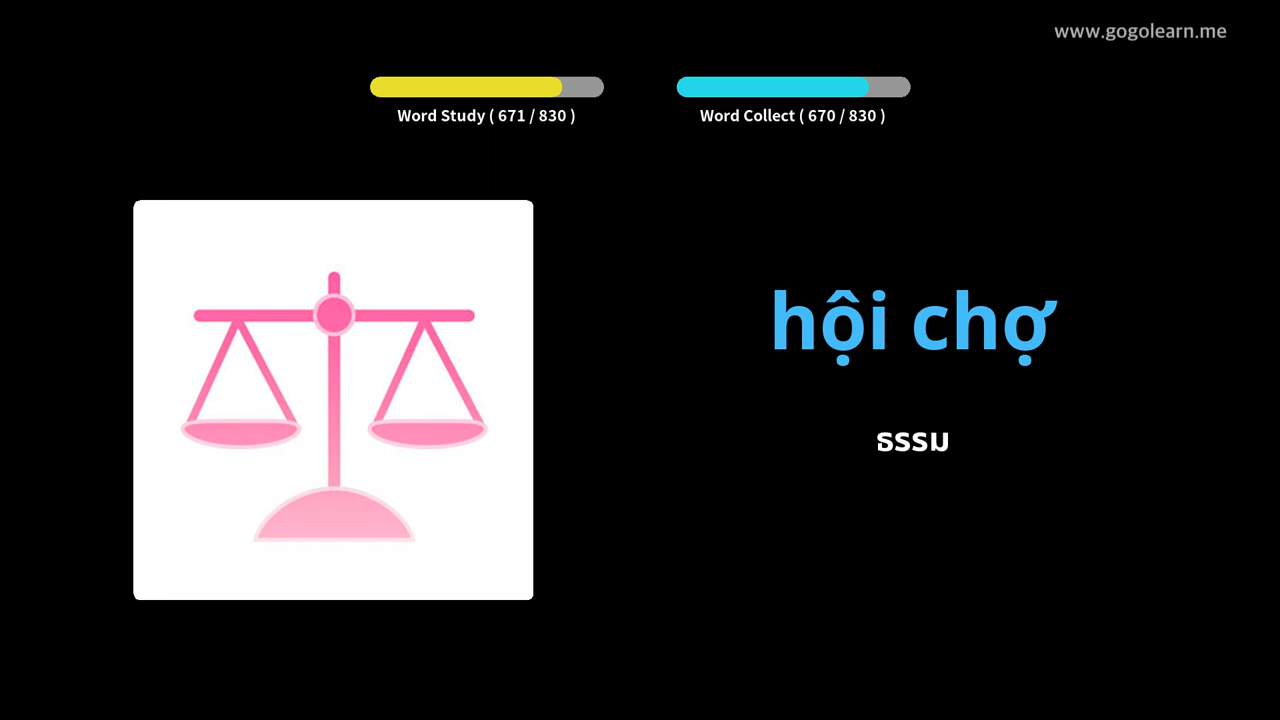 www.gogolearn.me
Word Study ( 671 / 830 )
Word Collect ( 670 / 830 )
hội chợ
ธรรม